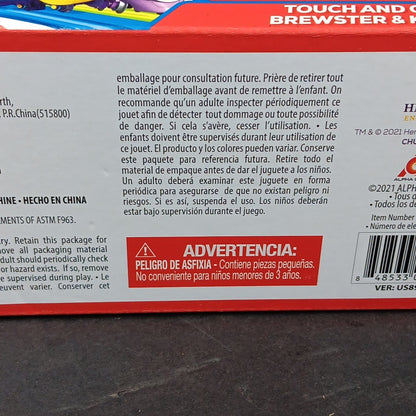 TOUCH AND
BREWSTER &
emballage pour consultation future. Prière de retirer tout
le matériel d'emballage avant de remettre à l'enfant. On
recommande qu'un adulte inspecter périodiquement ce
jouet afin de détecter tout dommage ou toute possibility
de danger. Si cela s'avère, cesser l'utilisation. • Les
enfants doivent être supervisés durant leur utilisation de
ce jouet. El producto y los colores pueden variar. Conserve
este paquete para referencia futura. Retire todo el
material de empaque antes de dar el juguete a los niños.
Un adulto deberá examinar este juguete en forma
periódica para asegurarse de que no existan peligro ni
riesgos. Si es así, suspenda el uso. Los niños deberán
estar bajo supervisión durante el juego.
rth,
, P.R.China(515800)
HINE • HECHO EN CHINA
EMENTS OF ASTM F963.
ry. Retain this package for
move all packaging material
dult should periodically check
or hazard exists. If so, remove
e supervised during play. • Le
euvent varier. Conserver cet
ADVERTENCIA:
PELIGRO DE ASFIXIA - Contiene piezas pequeñas.
No conveniente para niños menores de 3 años.
TM & © 2021
CHU
©2021 ALPH
• Tous d
• Todos los de
Item Number
• Número de ele
8 48533
VER: US85